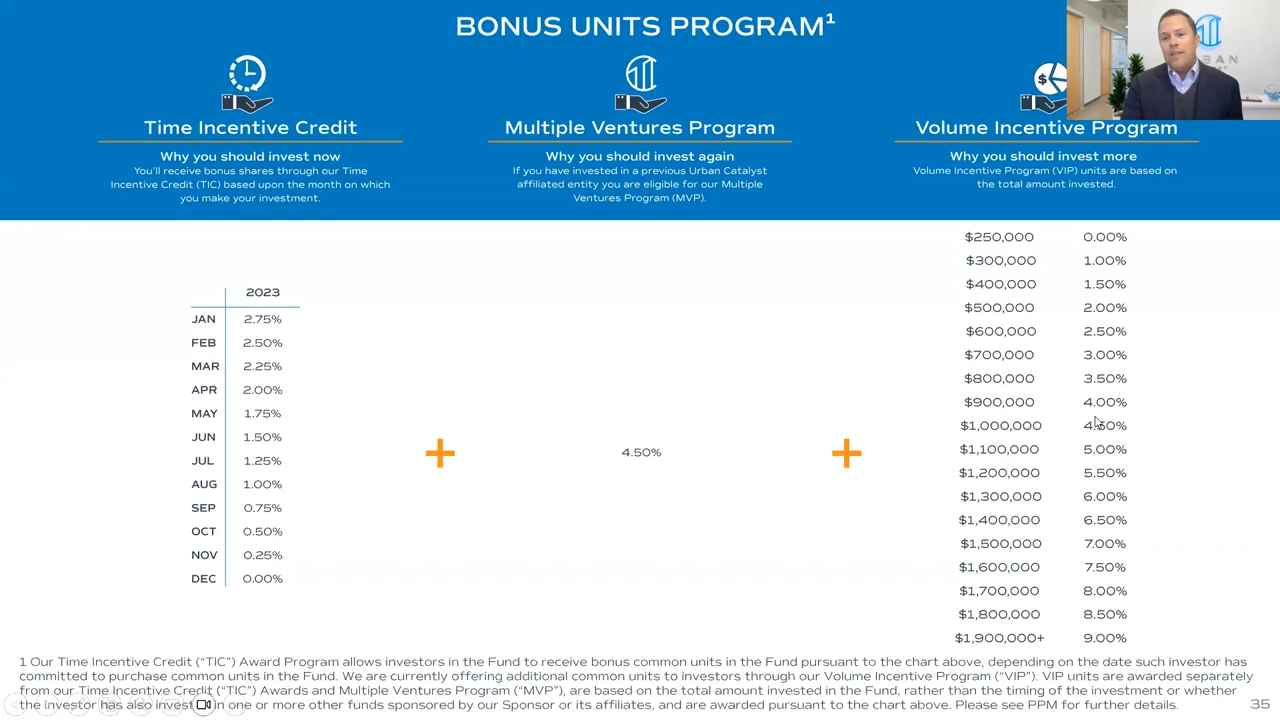 BONUS UNITS PROGRAM¹
Time Incentive Credit
Why you should invest now
You'll receive bonus shares through our Time
Incentive Credit (TIC) based upon the month on which
you make your investment.
Multiple Ventures Program
Why you should invest again
If you have invested in a previous Urban Catalyst
affiliated entity you are eligible for our Multiple
Ventures Program (MVP).
Volume Incentive Program
Why you should invest more
Volume Incentive Program (VIP) units are based on
the total amount invested.
2023
JAN 2.75%
FEB 2.50%
MAR 2.25%
APR 2.00%
MAY 1.75%
JUN 1.50%
JUL 1.25%
AUG 1.00%
SEP 0.75%
OCT 0.50%
NOV 0.25%
DEC 0.00%
+
4.50%
+
$250,000 0.00%
$300,000 1.00%
$400,000 1.50%
$500,000 2.00%
$600,000 2.50%
$700,000 3.00%
$800,000 3.50%
$900,000 4.00%
$1,000,000 4.50%
$1,100,000 5.00%
$1,200,000 5.50%
$1,300,000 6.00%
$1,400,000 6.50%
$1,500,000 7.00%
$1,600,000 7.50%
$1,700,000 8.00%
$1,800,000 8.50%
$1,900,000+ 9.00%
1 Our Time Incentive Credit ("TIC") Award Program allows investors in the Fund to receive bonus common units in the Fund pursuant to the chart above, depending on the date such investor has
committed to purchase common units in the Fund. We are currently offering additional common units to investors through our Volume Incentive Program ("VIP"). VIP units are awarded separately
from our Time Incentive Credit ("TIC") Awards and Multiple Ventures Program ("MVP"), are based on the total amount invested in the Fund, rather than the timing of the investment or whether
the investor has also invested in one or more other funds sponsored by our Sponsor or its affiliates, and are awarded pursuant to the chart above. Please see PPM for further details.
35